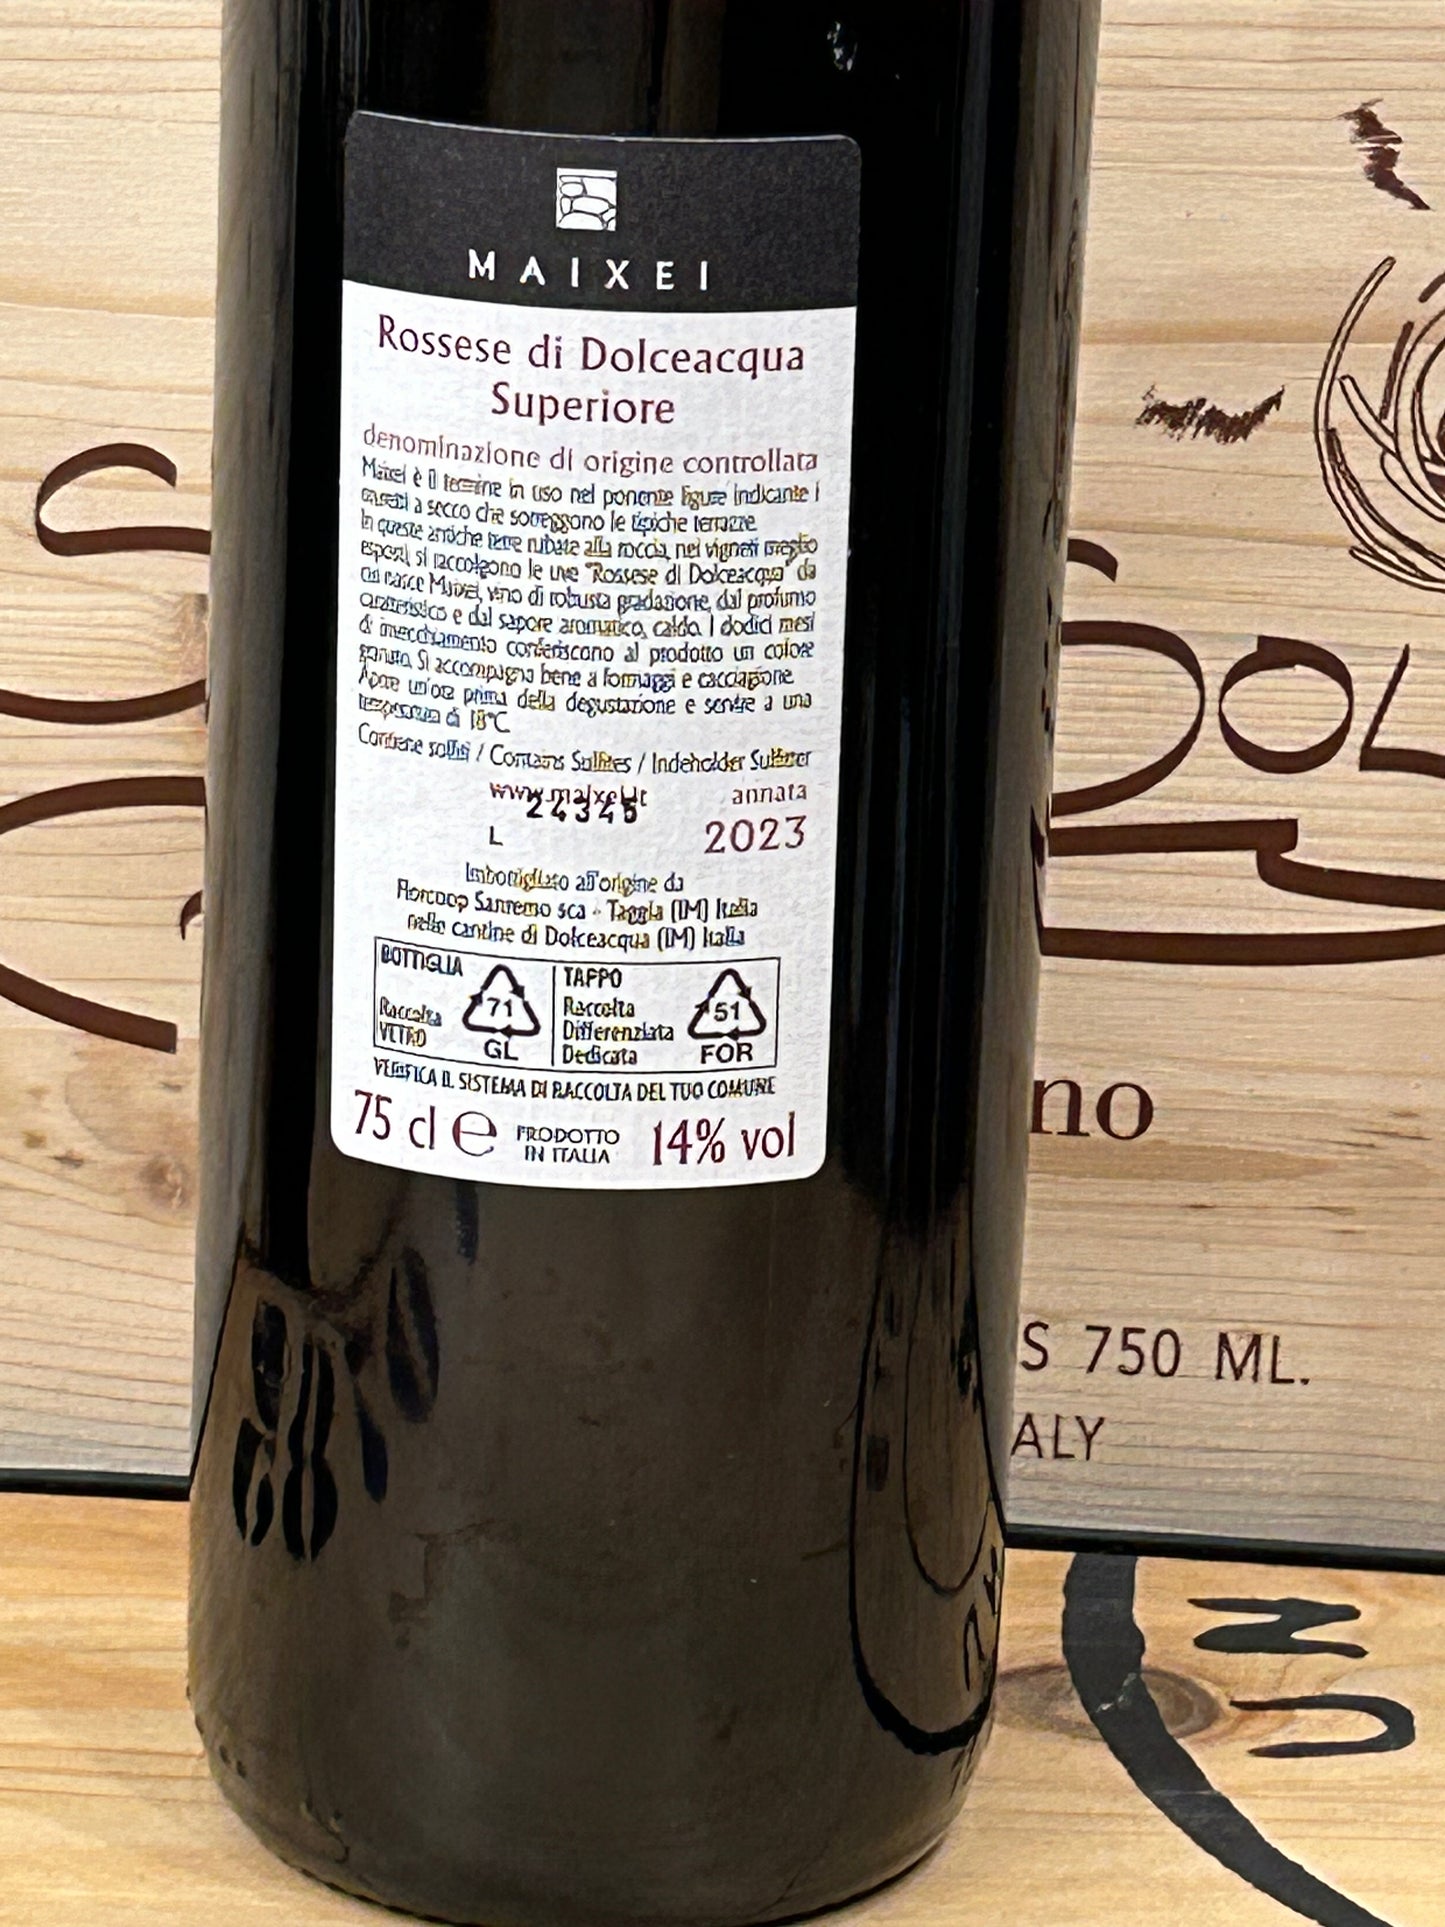 MAIXEI
Rossese di Dolceacqua
Superiore
denominazione di origine controllata
Maixei è il termine in uso nel ponente ligure indicante i
a secco che sorreggono le tipiche terrazze.
In queste antiche terre rubate alla roccia, nei vigneti meglio
esposti, si raccolgono le uve "Rossese di Dolceacqua" da
cui nasce Maixei, vino di robusta gradazione, dal profumo
caratteristico e dal sapore aromatico, caldo. I dodici mesi
di invecchiamento conferiscono al prodotto un colore
granato. Si accompagna bene a formaggi e cacciagione.
Aprire un'ora prima della degustazione e servire a una
temperatura di 18°C
Contiene solfiti / Contains Sulfites / Indeholder Sulfitter
www.maixei.it
annata
24345
L
2023
Imbottigliato all'origine da
Florcoop Sanremo sca - Taggia (IM) Italia
nelle cantine di Dolceacqua (IM) Italia
BOTTIGLIA
TAPPO
Raccolta
VETRO
71
GL
Raccolta
Differenziata
Dedicata
51
FOR
VERIFICA IL SISTEMA DI RACCOLTA DEL TUO COMUNE
75 cl e PRODOTTO
IN ITALIA
14% vol
no
S 750 ML.
ALY